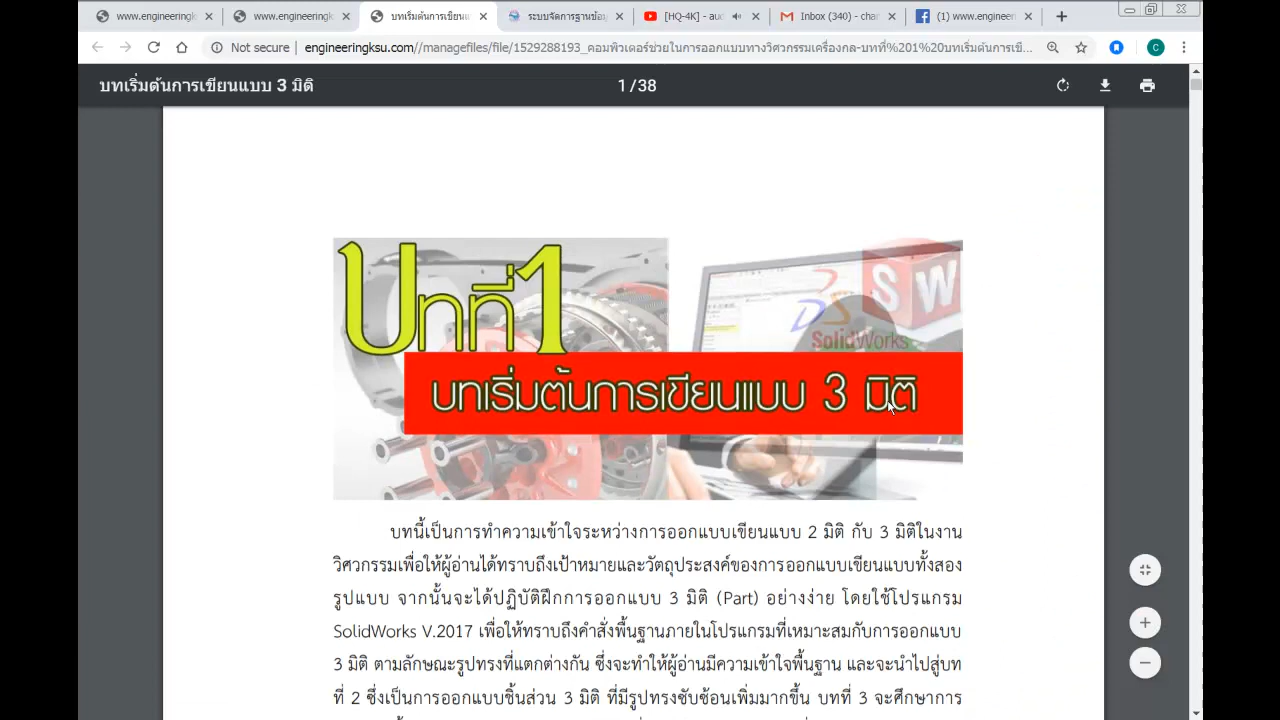 www.engineeringk
www.engineeringk
บทเริ่มต้นการเขียนแ
ระบบจัดการฐานข้อมู
[HQ-4K] - aud
Inbox (340) - char
(1) www.engineeri
Not secure
engineeringksu.com//managefiles/file/1529288193_คอมพิวเตอร์ช่วยในการออกแบบทางวิศวกรรมเครื่องกล-บทที่%201%20บทเริ่มต้นการเขี...
C
บทเริ่มต้นการเขียนแบบ 3 มิติ
1 / 38
บทที่ 1
SW
SolidWorks
บทเริ่มต้นการเขียนแบบ 3 มิติ
บทนี้เป็นการทำความเข้าใจระหว่างการออกแบบเขียนแบบ 2 มิติ กับ 3 มิติในงาน
วิศวกรรมเพื่อให้ผู้อ่านได้ทราบถึงเป้าหมายและวัตถุประสงค์ของการออกแบบเขียนแบบทั้งสอง
รูปแบบ จากนั้นจะได้ปฏิบัติฝึกการออกแบบ 3 มิติ (Part) อย่างง่าย โดยใช้โปรแกรม
SolidWorks V.2017 เพื่อให้ทราบถึงคำสั่งพื้นฐานภายในโปรแกรมที่เหมาะสมกับการออกแบบ
3 มิติ ตามลักษณะรูปทรงที่แตกต่างกัน ซึ่งจะทำให้ผู้อ่านมีความเข้าใจพื้นฐาน และจะนำไปสู่บท
ที่ 2 ซึ่งเป็นการออกแบบชิ้นส่วน 3 มิติ ที่มีรูปทรงซับซ้อนเพิ่มมากขึ้น บทที่ 3 จะศึกษาการ